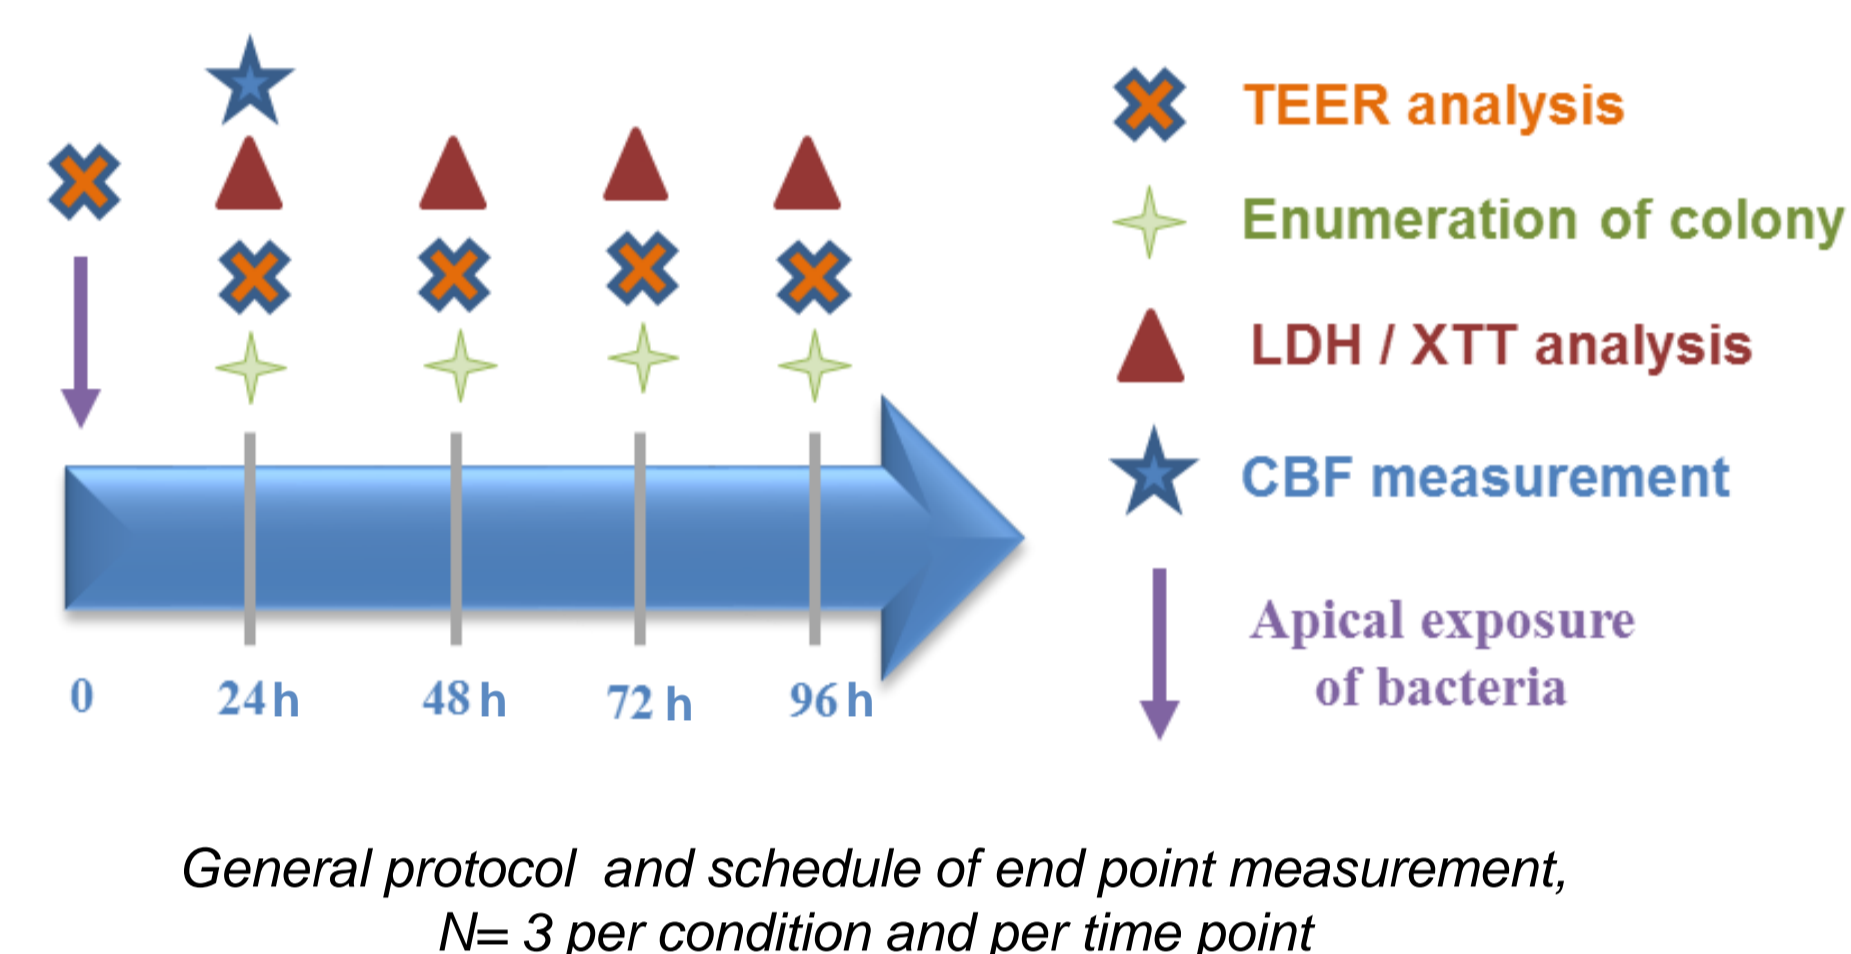 TEER analysis
Enumeration of colony
LDH / XTT analysis
CBF measurement
Apical exposure
of bacteria
0
24 h
48 h
72 h
96 h
General protocol and schedule of end point measurement,
N= 3 per condition and per time point